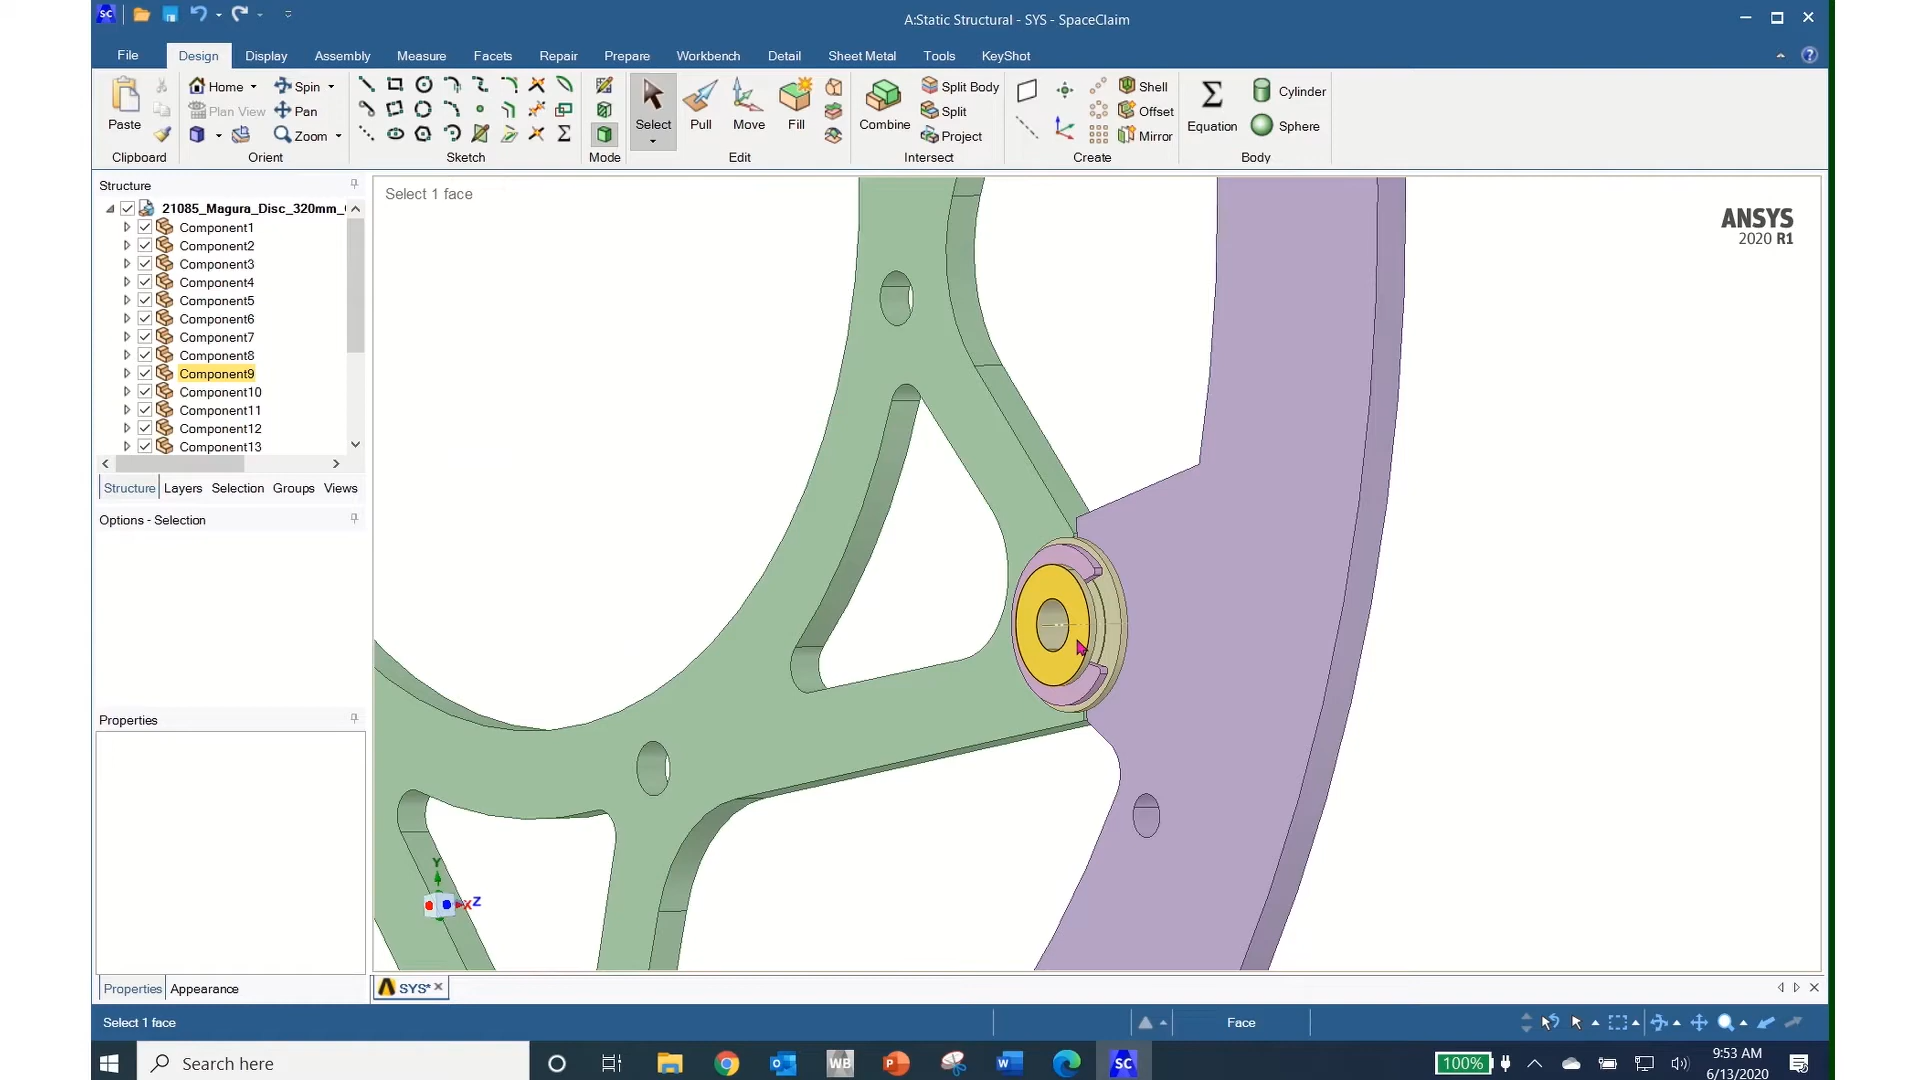 SC
A:Static Structural - SYS - SpaceClaim
File Design Display Assembly Measure Facets Repair Prepare Workbench Detail Sheet Metal Tools KeyShot
Paste
Clipboard
Home
Spin
Plan View
Pan
Zoom
Orient
Sketch
Mode
Select
Pull
Move
Fill
Edit
Combine
Split Body
Split
Project
Intersect
Shell
Offset
Mirror
Create
Equation
Cylinder
Sphere
Body
Structure
21085_Magura_Disc_320mm_
Component1
Component2
Component3
Component4
Component5
Component6
Component7
Component8
Component9
Component10
Component11
Component12
Component13
Structure Layers Selection Groups Views
Options - Selection
Properties
Properties Appearance
Select 1 face
ANSYS
2020 R1
Y
X Z
SYS*
Select 1 face
Face
Search here
WB
SC
100%
9:53 AM
6/13/2020